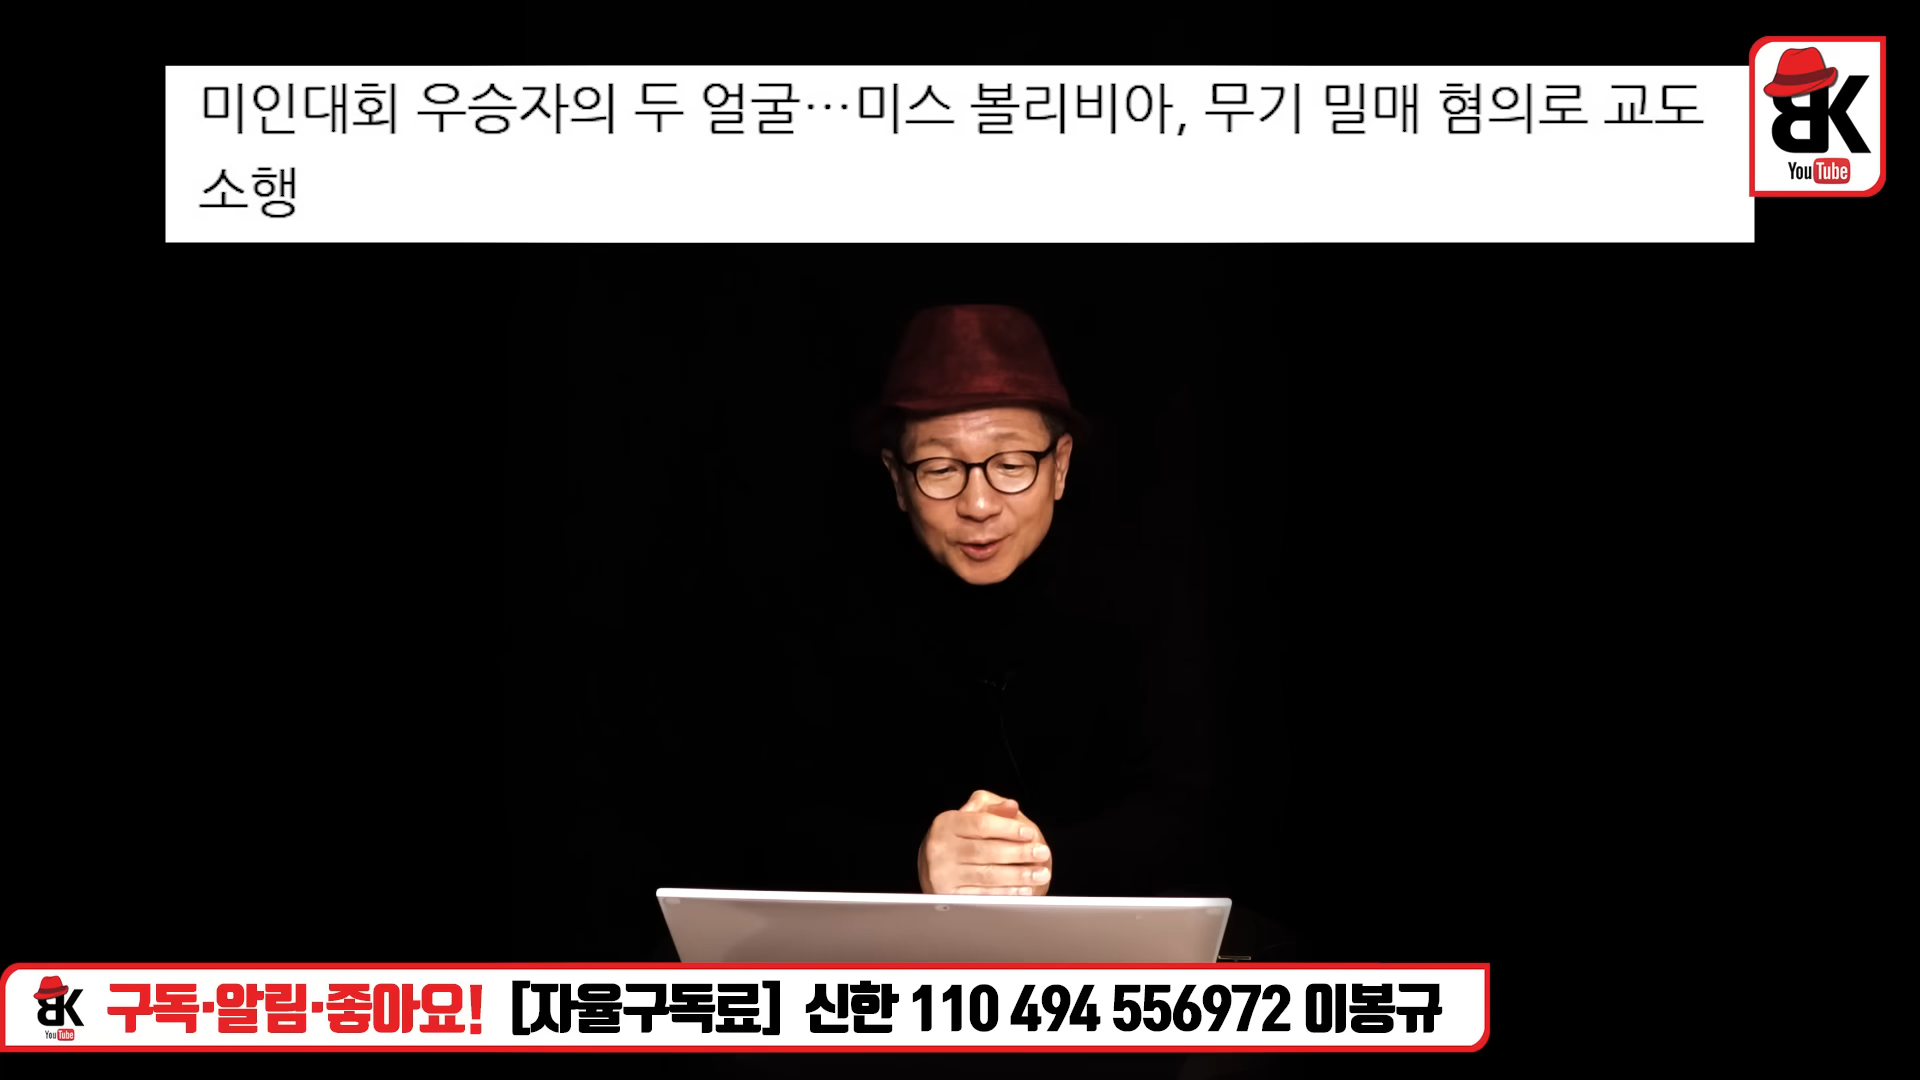 미인대회 우승자의 두 얼굴…미스 볼리비아, 무기 밀매 혐의로 교도
소행
BK
YouTube
BK
YouTube
구독·알림·좋아요! [자율구독료] 신한 110 494 556972 이봉규